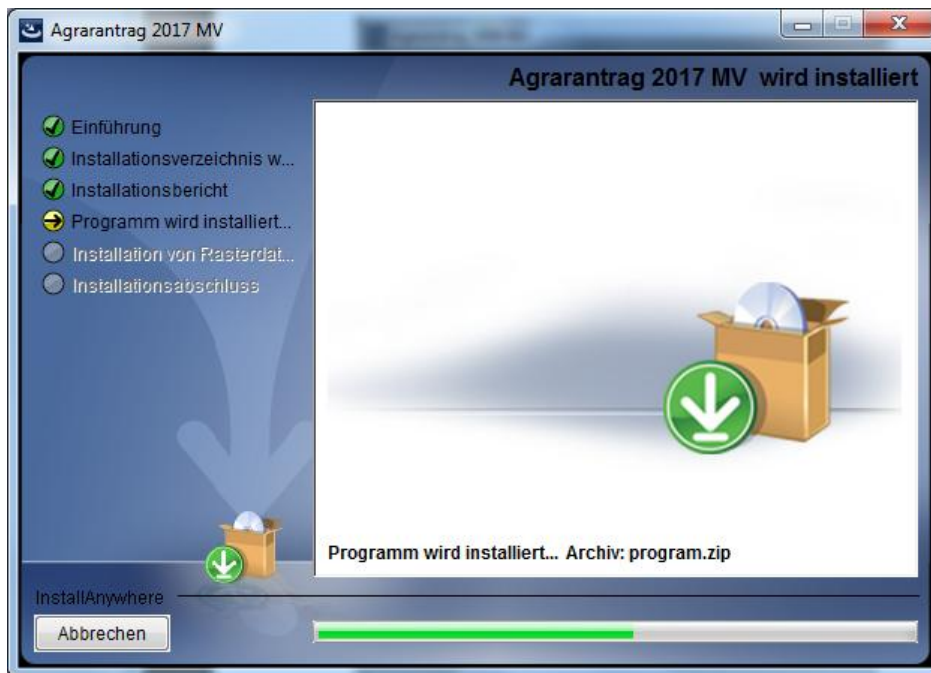 Agrarantrag 2017 MV
Agrarantrag 2017 MV wird installiert
Einführung
Installationsverzeichnis w...
Installationsbericht
Programm wird installiert...
Installation von Rasterdat...
Installationsabschluss
Programm wird installiert... Archiv: program.zip
InstallAnywhere
Abbrechen